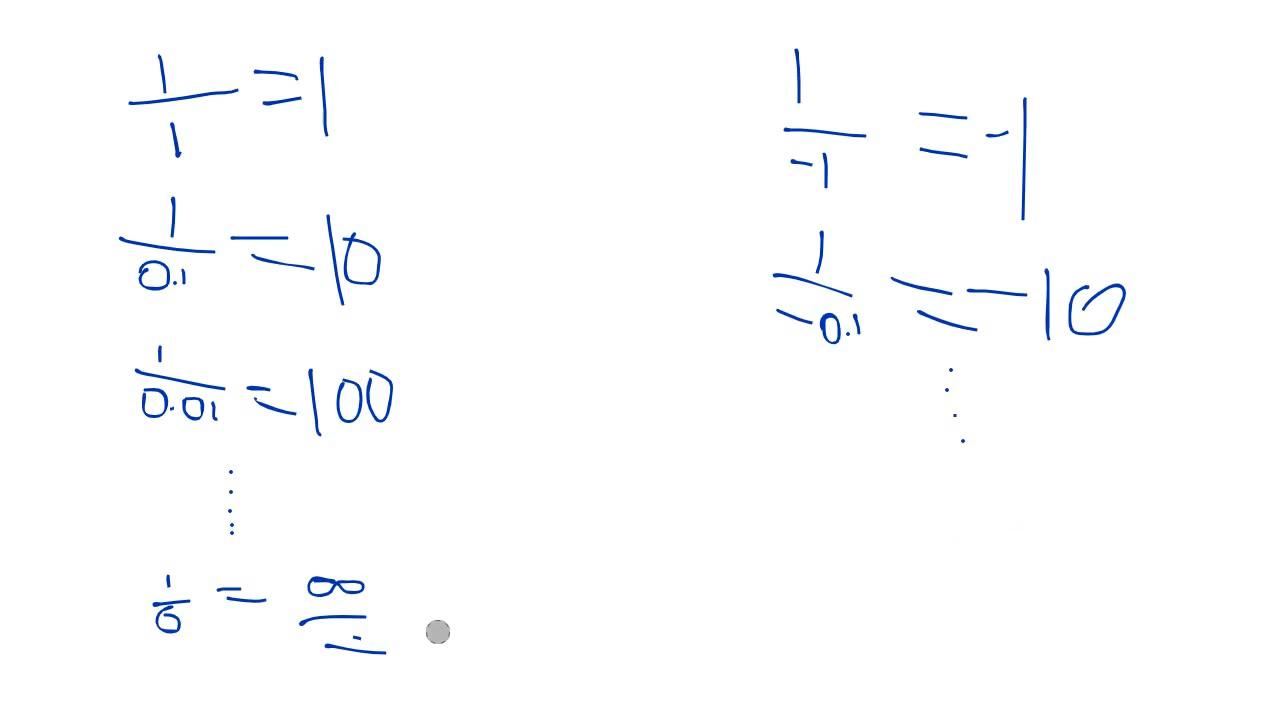 1/1 = 1
1/0.1 = 10
1/0.01 = 100
⋮
1/0 = ∞
1/-1 = -1
1/-0.1 = -10
⋮